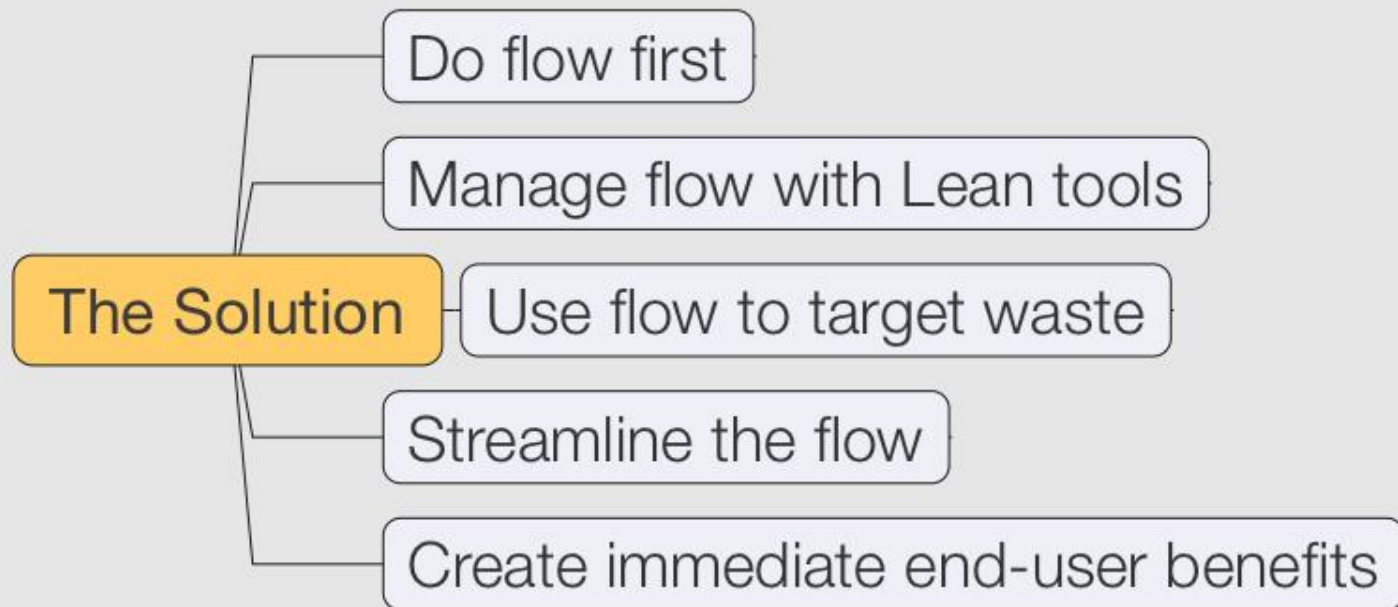 Do flow first
Manage flow with Lean tools
The Solution
Use flow to target waste
Streamline the flow
Create immediate end-user benefits